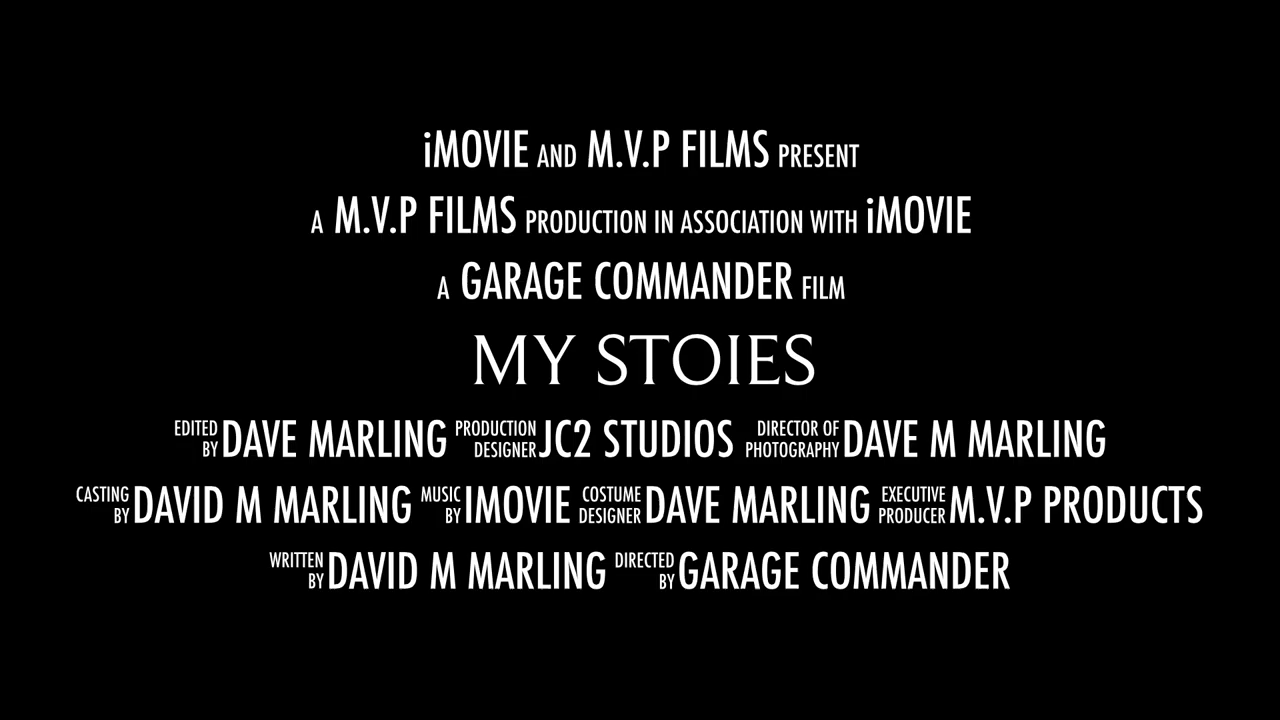 iMOVIE AND M.V.P FILMS PRESENT
A M.V.P FILMS PRODUCTION IN ASSOCIATION WITH iMOVIE
A GARAGE COMMANDER FILM
MY STOIES
EDITED BY DAVE MARLING PRODUCTION DESIGNER JC2 STUDIOS DIRECTOR OF PHOTOGRAPHY DAVE M MARLING
CASTING BY DAVID M MARLING MUSIC BY IMOVIE COSTUME DESIGNER DAVE MARLING EXECUTIVE PRODUCER M.V.P PRODUCTS
WRITTEN BY DAVID M MARLING DIRECTED BY GARAGE COMMANDER